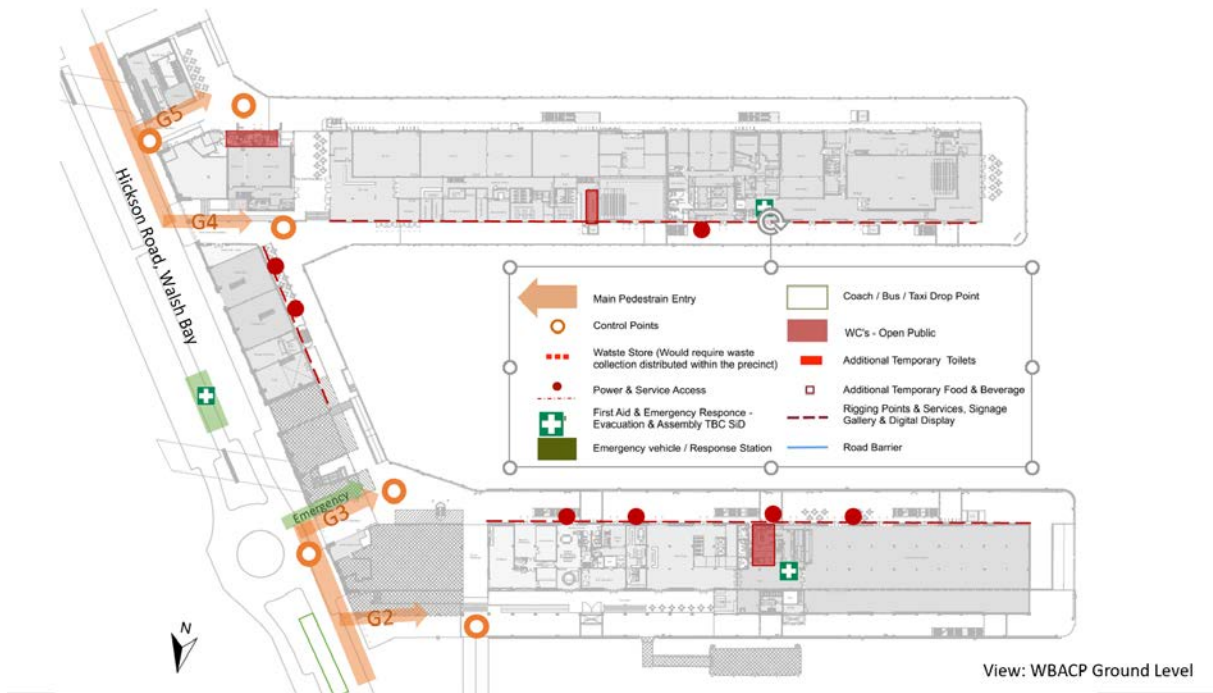 G5
G4
Hickson Road, Walsh Bay
Main Pedestrain Entry
Control Points
Watste Store (Would require waste
collection distributed within the precinct)
Power & Service Access
First Aid & Emergency Responce -
Evacuation & Assembly TBC SiD
Emergency vehicle / Response Station
Coach / Bus / Taxi Drop Point
WC's - Open Public
Additional Temporary Toilets
Additional Temporary Food & Beverage
Rigging Points & Services, Signage
Gallery & Digital Display
Road Barrier
Emergency
G3
G2
N
View: WBACP Ground Level